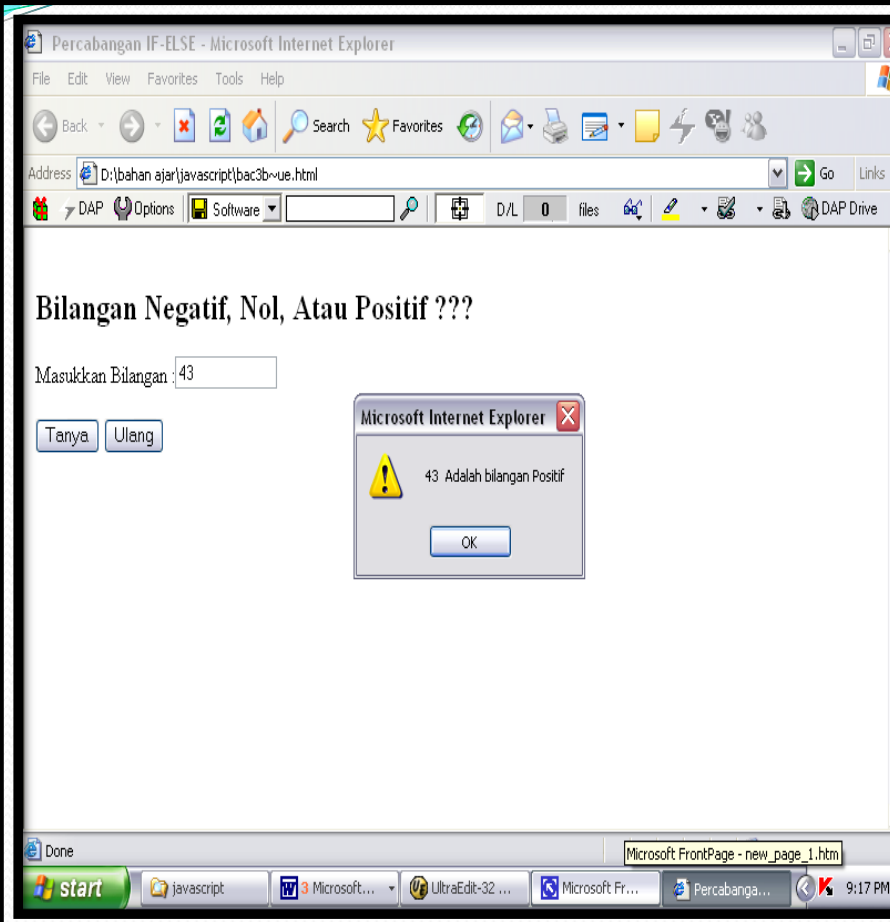 Percabangan IF-ELSE - Microsoft Internet Explorer
File Edit View Favorites Tools Help
Back Search Favorites
Address D:\bahan ajar\javascript\bac3b~ue.html Go Links
DAP Options Software D/L 0 files DAP Drive
Bilangan Negatif, Nol, Atau Positif ???
Masukkan Bilangan : 43
Tanya Ulang
Microsoft Internet Explorer
43 Adalah bilangan Positif
OK
Done
Microsoft FrontPage - new_page_1.htm
start javascript 3 Microsoft... UltraEdit-32 ... Microsoft Fr... Percabanga... 9:17 PM